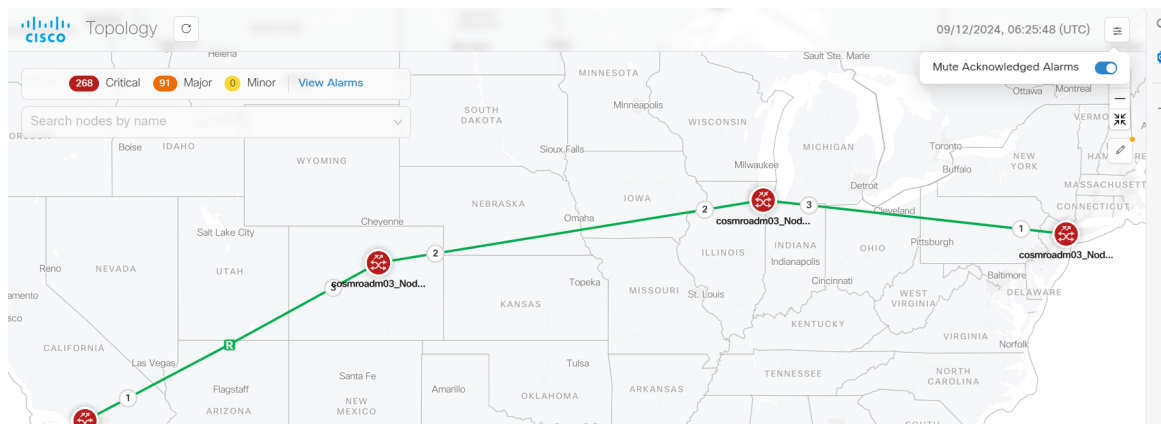 CISCO
Topology
09/12/2024, 06:25:48 (UTC)
Mute Acknowledged Alarms
268 Critical 91 Major 0 Minor View Alarms
Search nodes by name
Helena
MINNESOTA
Sault Ste. Marie
Ottawa
Montreal
SOUTH DAKOTA
Minneapolis
WISCONSIN
VERMO
Boise
IDAHO
WYOMING
Sioux Falls
MICHIGAN
Toronto
NEW YORK
Milwaukee
Buffalo
Detroit
MASSACHUSETT
NEBRASKA
IOWA
CONNECTICUT
2
3
Cleveland
Cheyenne
Omaha
cosmroadm03_Nod...
1
Salt Lake City
2
ILLINOIS
INDIANA
OHIO
Pittsburgh
cosmroadm03_Nod...
Indianapolis
Reno
NEVADA
UTAH
Baltimore
Topeka
Cincinnati
cosmroadm03_Nod...
MISSOURI
St. Louis
DELAWARE
KANSAS
WEST VIRGINIA
KENTUCKY
CALIFORNIA
R
VIRGINIA
Norfolk
Las Vegas
Tulsa
Santa Fe
TENNESSEE
NORTH CAROLINA
1
Flagstaff
Amarillo
OKLAHOMA
ARKANSAS
ARIZONA
NEW MEXICO